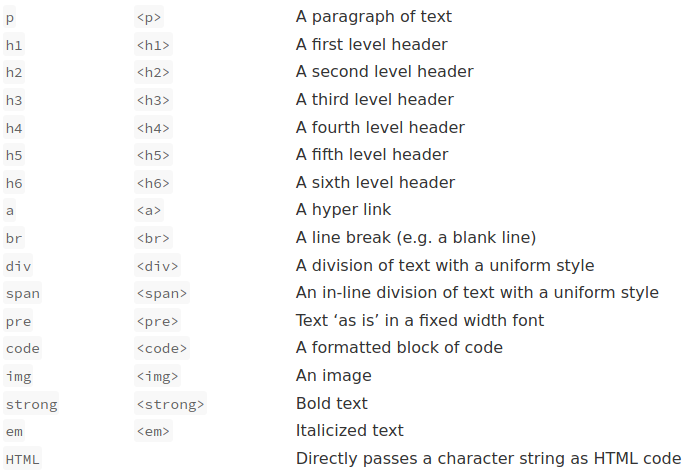 p <p> A paragraph of text
h1 <h1> A first level header
h2 <h2> A second level header
h3 <h3> A third level header
h4 <h4> A fourth level header
h5 <h5> A fifth level header
h6 <h6> A sixth level header
a <a> A hyper link
br <br> A line break (e.g. a blank line)
div <div> A division of text with a uniform style
span <span> An in-line division of text with a uniform style
pre <pre> Text ‘as is’ in a fixed width font
code <code> A formatted block of code
img <img> An image
strong <strong> Bold text
em <em> Italicized text
HTML Directly passes a character string as HTML code